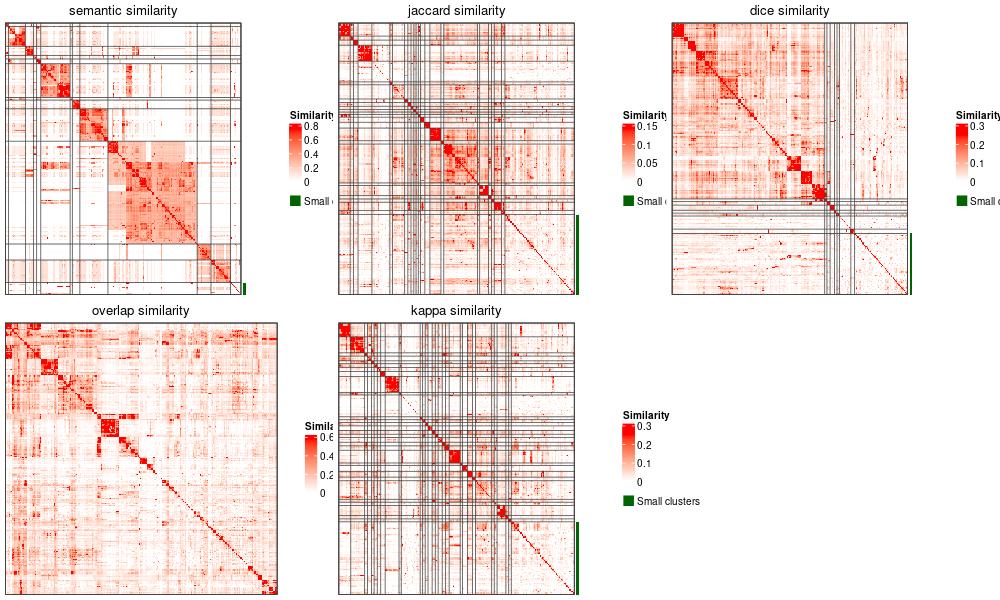 semantic similarity
Similarity
0.8
0.6
0.4
0.2
0
Small
jaccard similarity
Similarity
0.15
0.1
0.05
0
Small
dice similarity
Similarity
0.3
0.2
0.1
0
Small
overlap similarity
0.6
0.4
0.2
0
kappa similarity
Similarity
0.3
0.2
0.1
0
Small clusters